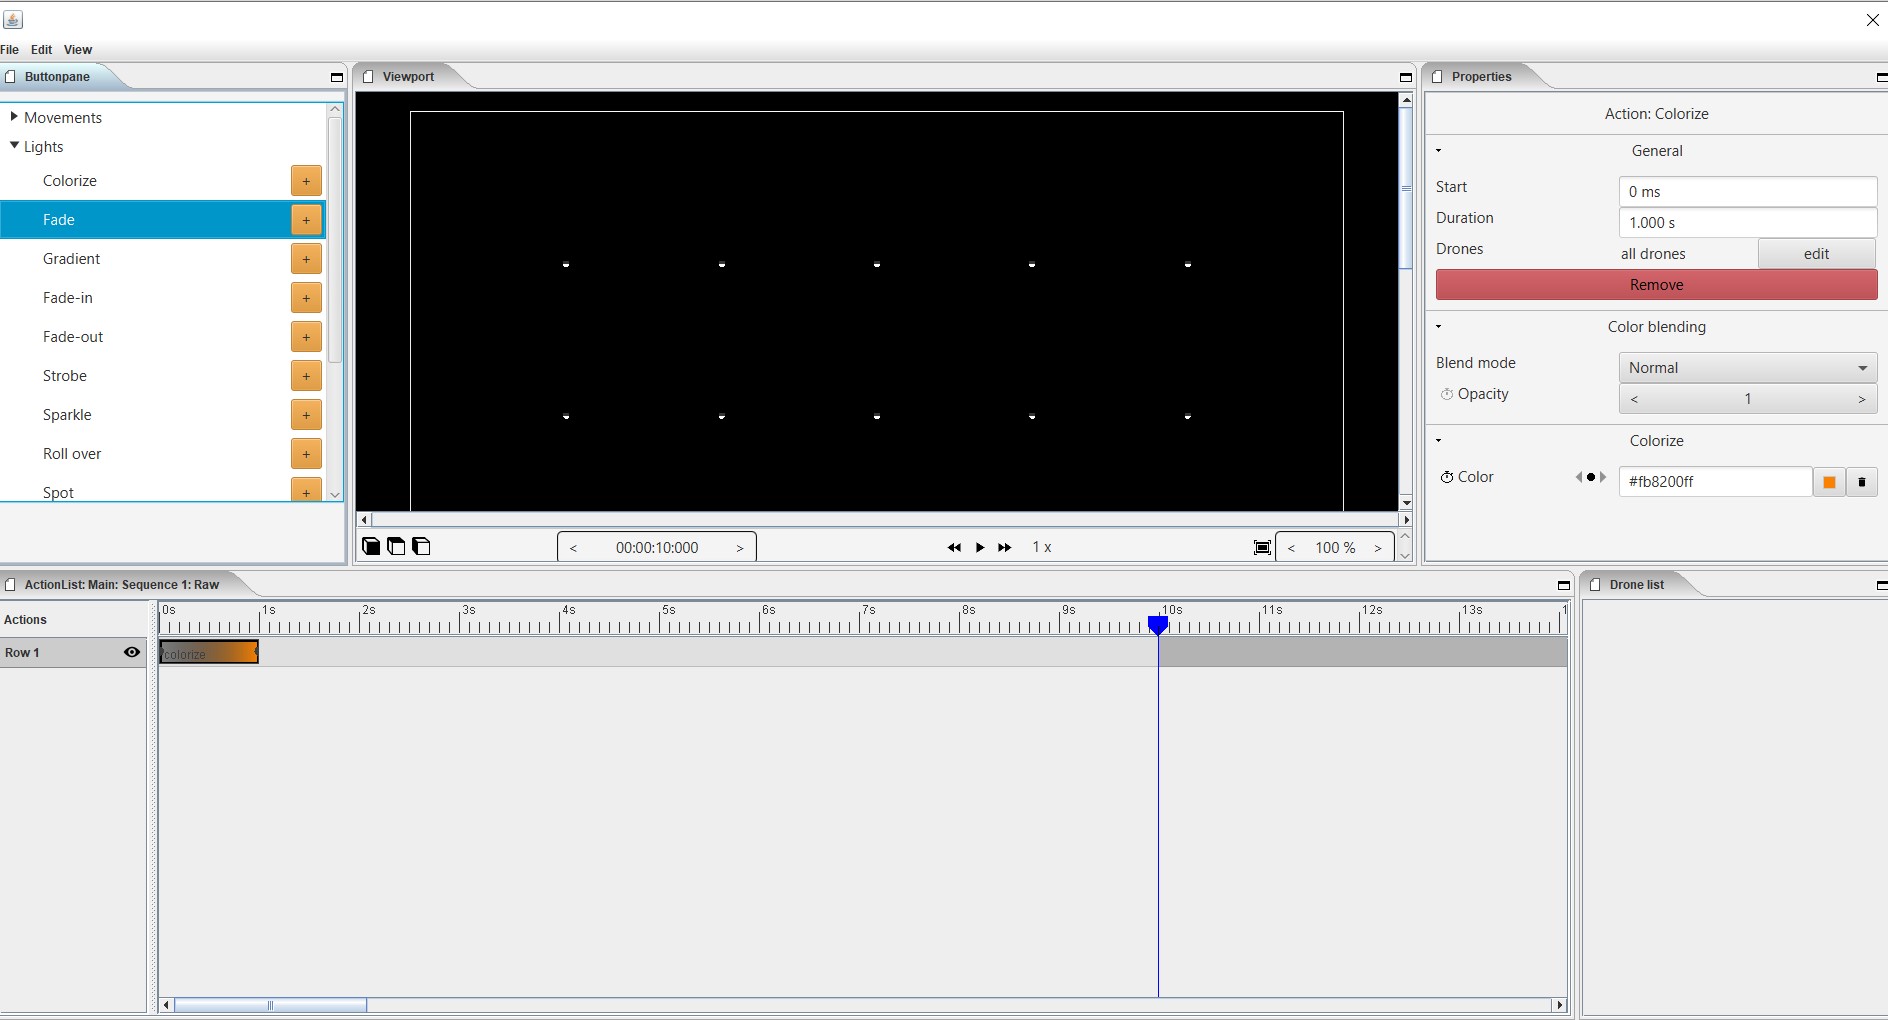 File Edit View
Buttonpane
Movements
Lights
Colorize +
Fade +
Gradient +
Fade-in +
Fade-out +
Strobe +
Sparkle +
Roll over +
Spot +
Viewport
< 00:00:10:000 >
1 x
< 100 % >
Properties
Action: Colorize
General
Start 0 ms
Duration 1.000 s
Drones all drones edit
Remove
Color blending
Blend mode Normal
Opacity < 1 >
Colorize
Color #fb8200ff
ActionList: Main: Sequence 1: Raw
Actions 0s 1s 2s 3s 4s 5s 6s 7s 8s 9s 10s 11s 12s 13s 1
Row 1 colorize
Drone list